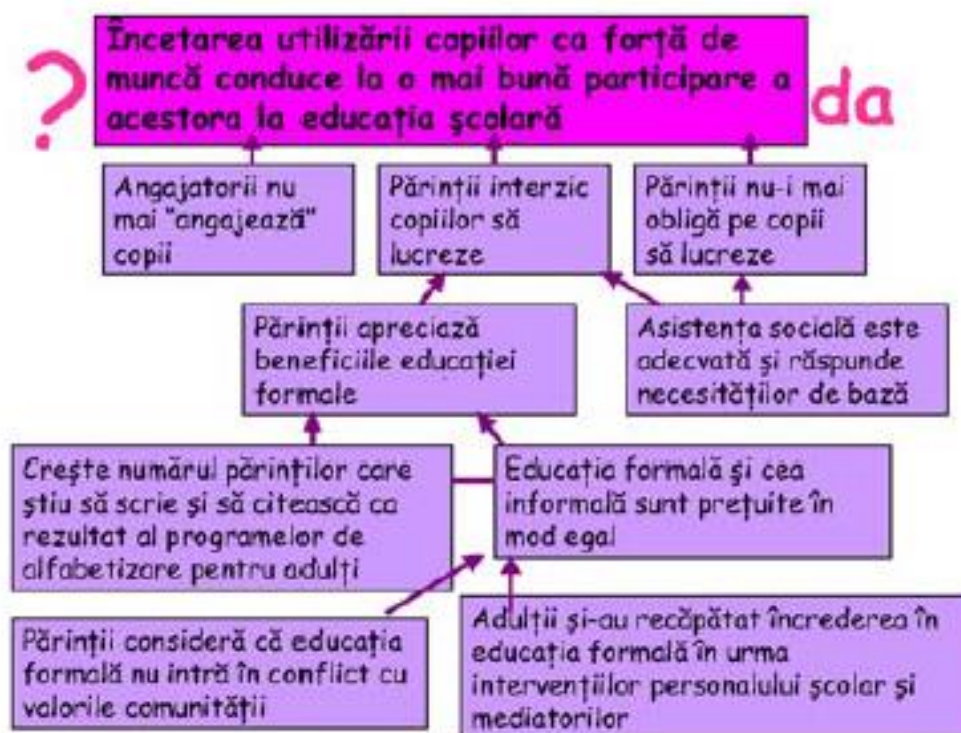 ?
Încetarea utilizării copiilor ca forță de
muncă conduce la o mai bună participare a
acestora la educația școlară
da
Angajatorii nu
mai "angajează"
copii
Părinții interzic
copiilor să
lucreze
Părinții nu-i mai
obligă pe copii
să lucreze
Părinții apreciază
beneficiile educației
formale
Asistența socială este
adecvată și răspunde
necesităților de bază
Crește numărul părinților care
știu să scrie și să citească ca
rezultat al programelor de
alfabetizare pentru adulți
Educația formală și cea
informală sunt prețuite în
mod egal
Părinții consideră că educația
formală nu intră în conflict cu
valorile comunității
Adulții și-au recăpătat încrederea în
educația formală în urma
intervențiilor personalului școlar și
mediatorilor